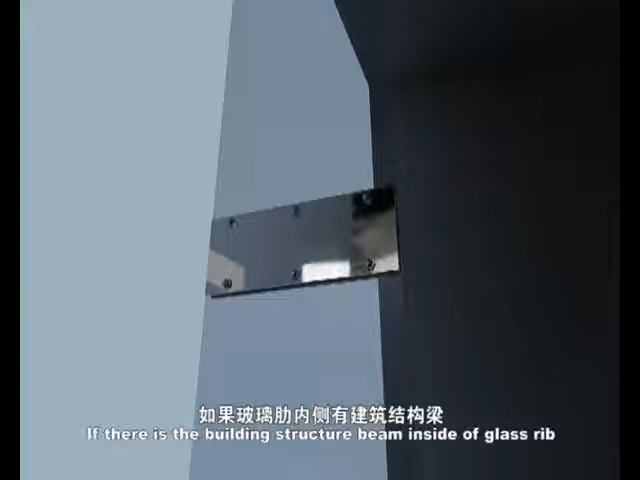 如果玻璃肋内侧有建筑结构梁
If there is the building structure beam inside of glass rib